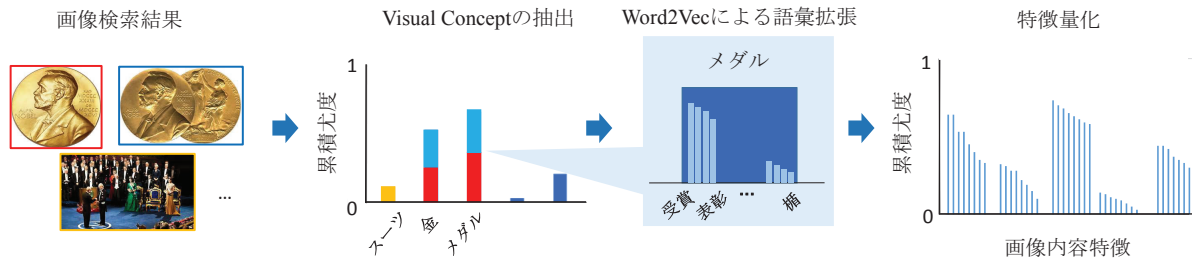 画像検索結果
...
Visual Conceptの抽出
1
累積尤度
0
スーツ
金
メダル
Word2Vecによる語彙拡張
メダル
受賞
表彰
...
楯
特徴量化
1
累積尤度
0
画像内容特徴